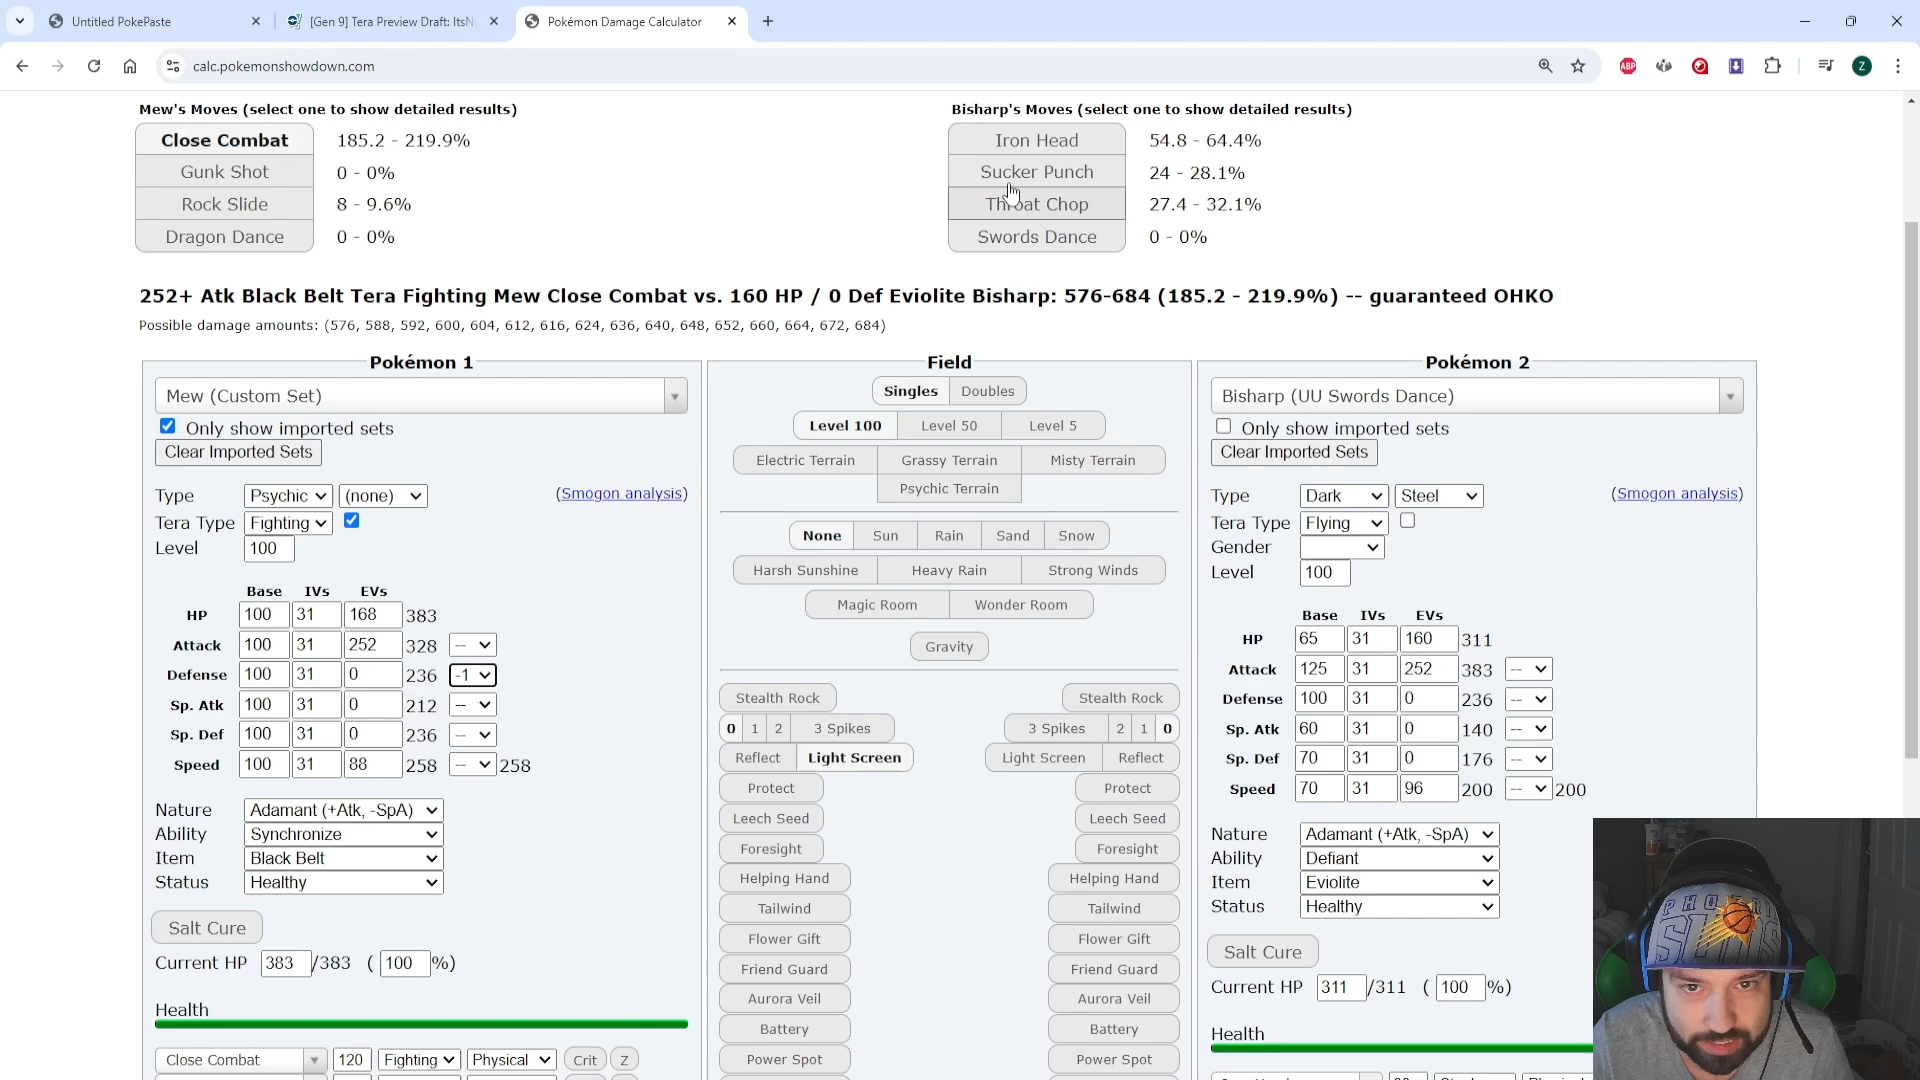 Untitled PokePaste
[Gen 9] Tera Preview Draft: ItsN
Pokémon Damage Calculator
calc.pokemonshowdown.com
ABP
Z
Mew's Moves (select one to show detailed results)
Bisharp's Moves (select one to show detailed results)
Close Combat 185.2 - 219.9%
Iron Head 54.8 - 64.4%
Gunk Shot 0 - 0%
Sucker Punch 24 - 28.1%
Rock Slide 8 - 9.6%
Throat Chop 27.4 - 32.1%
Dragon Dance 0 - 0%
Swords Dance 0 - 0%
252+ Atk Black Belt Tera Fighting Mew Close Combat vs. 160 HP / 0 Def Eviolite Bisharp: 576-684 (185.2 - 219.9%) -- guaranteed OHKO
Possible damage amounts: (576, 588, 592, 600, 604, 612, 616, 624, 636, 640, 648, 652, 660, 664, 672, 684)
Pokémon 1
Mew (Custom Set)
Only show imported sets
Clear Imported Sets
Type Psychic (none) (Smogon analysis)
Tera Type Fighting
Level 100
Base IVs EVs
HP 100 31 168 383
Attack 100 31 252 328 --
Defense 100 31 0 236 -1
Sp. Atk 100 31 0 212 --
Sp. Def 100 31 0 236 --
Speed 100 31 88 258 -- 258
Nature Adamant (+Atk, -SpA)
Ability Synchronize
Item Black Belt
Status Healthy
Salt Cure
Current HP 383 /383 ( 100 %)
Health
Close Combat 120 Fighting Physical Crit Z
Field
Singles Doubles
Level 100 Level 50 Level 5
Electric Terrain Grassy Terrain Misty Terrain
Psychic Terrain
None Sun Rain Sand Snow
Harsh Sunshine Heavy Rain Strong Winds
Magic Room Wonder Room
Gravity
Stealth Rock Stealth Rock
0 1 2 3 Spikes 3 Spikes 2 1 0
Reflect Light Screen Light Screen Reflect
Protect Protect
Leech Seed Leech Seed
Foresight Foresight
Helping Hand Helping Hand
Tailwind Tailwind
Flower Gift Flower Gift
Friend Guard Friend Guard
Aurora Veil Aurora Veil
Battery Battery
Power Spot Power Spot
Pokémon 2
Bisharp (UU Swords Dance)
Only show imported sets
Clear Imported Sets
Type Dark Steel (Smogon analysis)
Tera Type Flying
Gender
Level 100
Base IVs EVs
HP 65 31 160 311
Attack 125 31 252 383 --
Defense 100 31 0 236 --
Sp. Atk 60 31 0 140 --
Sp. Def 70 31 0 176 --
Speed 70 31 96 200 -- 200
Nature Adamant (+Atk, -SpA)
Ability Defiant
Item Eviolite
Status Healthy
Salt Cure
Current HP 311 /311 ( 100 %)
Health